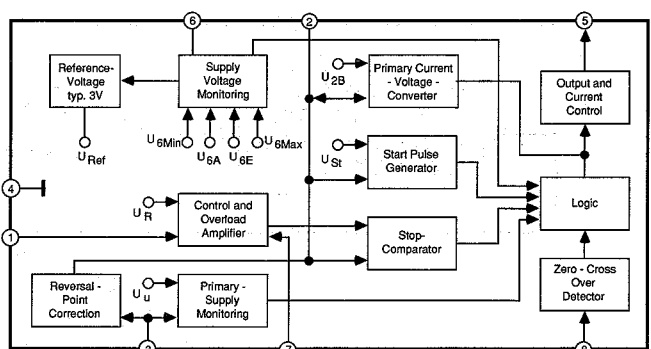 6
2
5
Reference-
Voltage
typ. 3V
Supply
Voltage
Monitoring
U2B
Primary Current
- Voltage -
Converter
Output and
Current
Control
URef
U6Min
U6A
U6E
U6Max
USt
Start Pulse
Generator
4
UR
Control and
Overload
Amplifier
Logic
1
Stop-
Comparator
Reversal -
Point
Correction
Uu
Primary -
Supply
Monitoring
Zero - Cross
Over
Detector